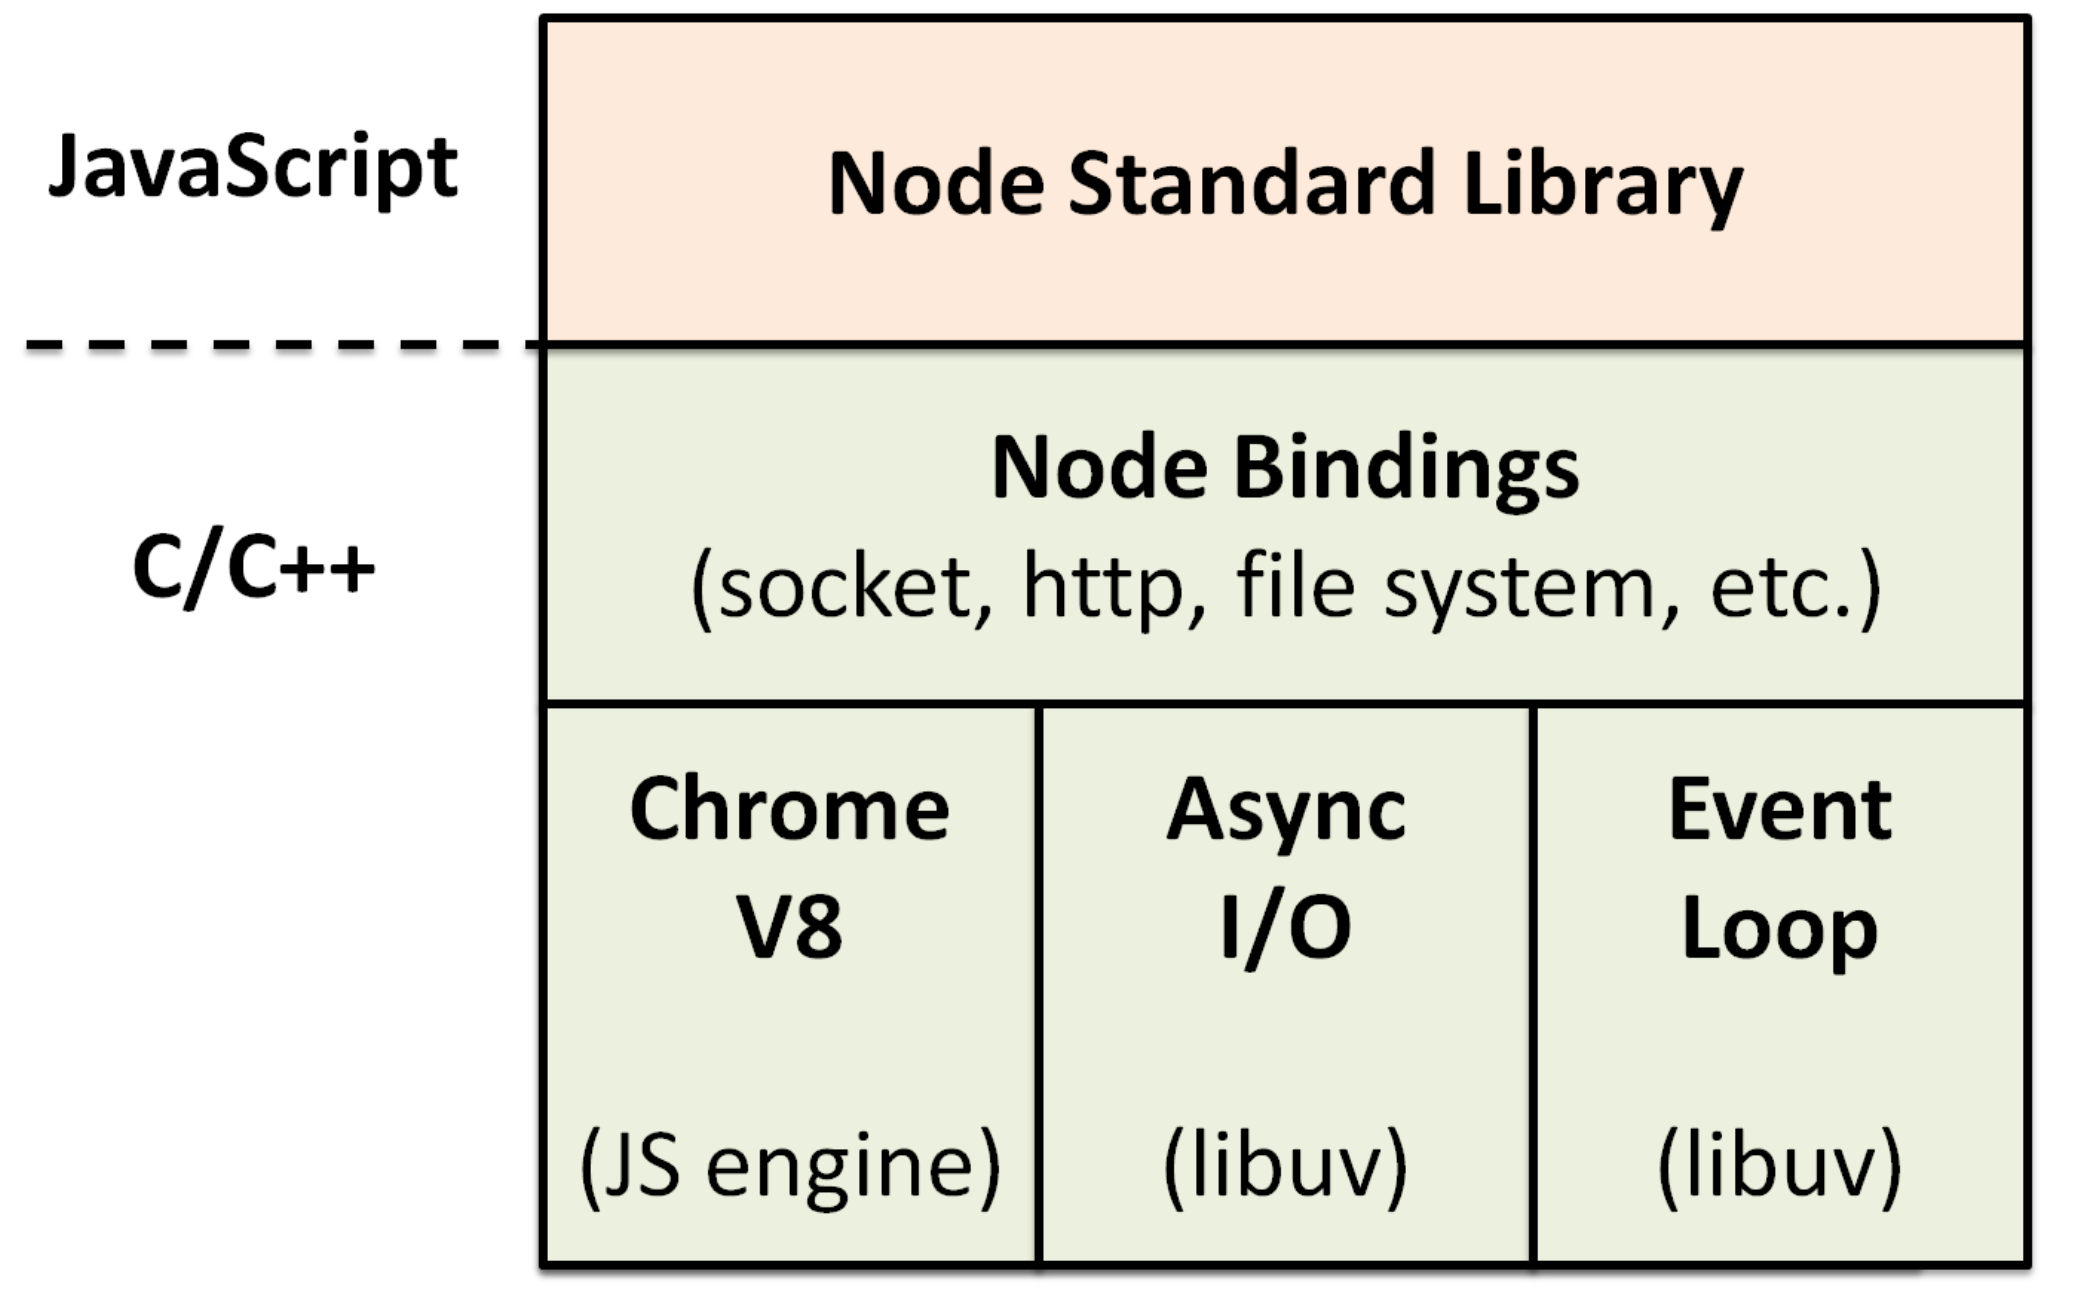 JavaScript
Node Standard Library
C/C++
Node Bindings
(socket, http, file system, etc.)
Chrome
V8
(JS engine)
Async
I/O
(libuv)
Event
Loop
(libuv)